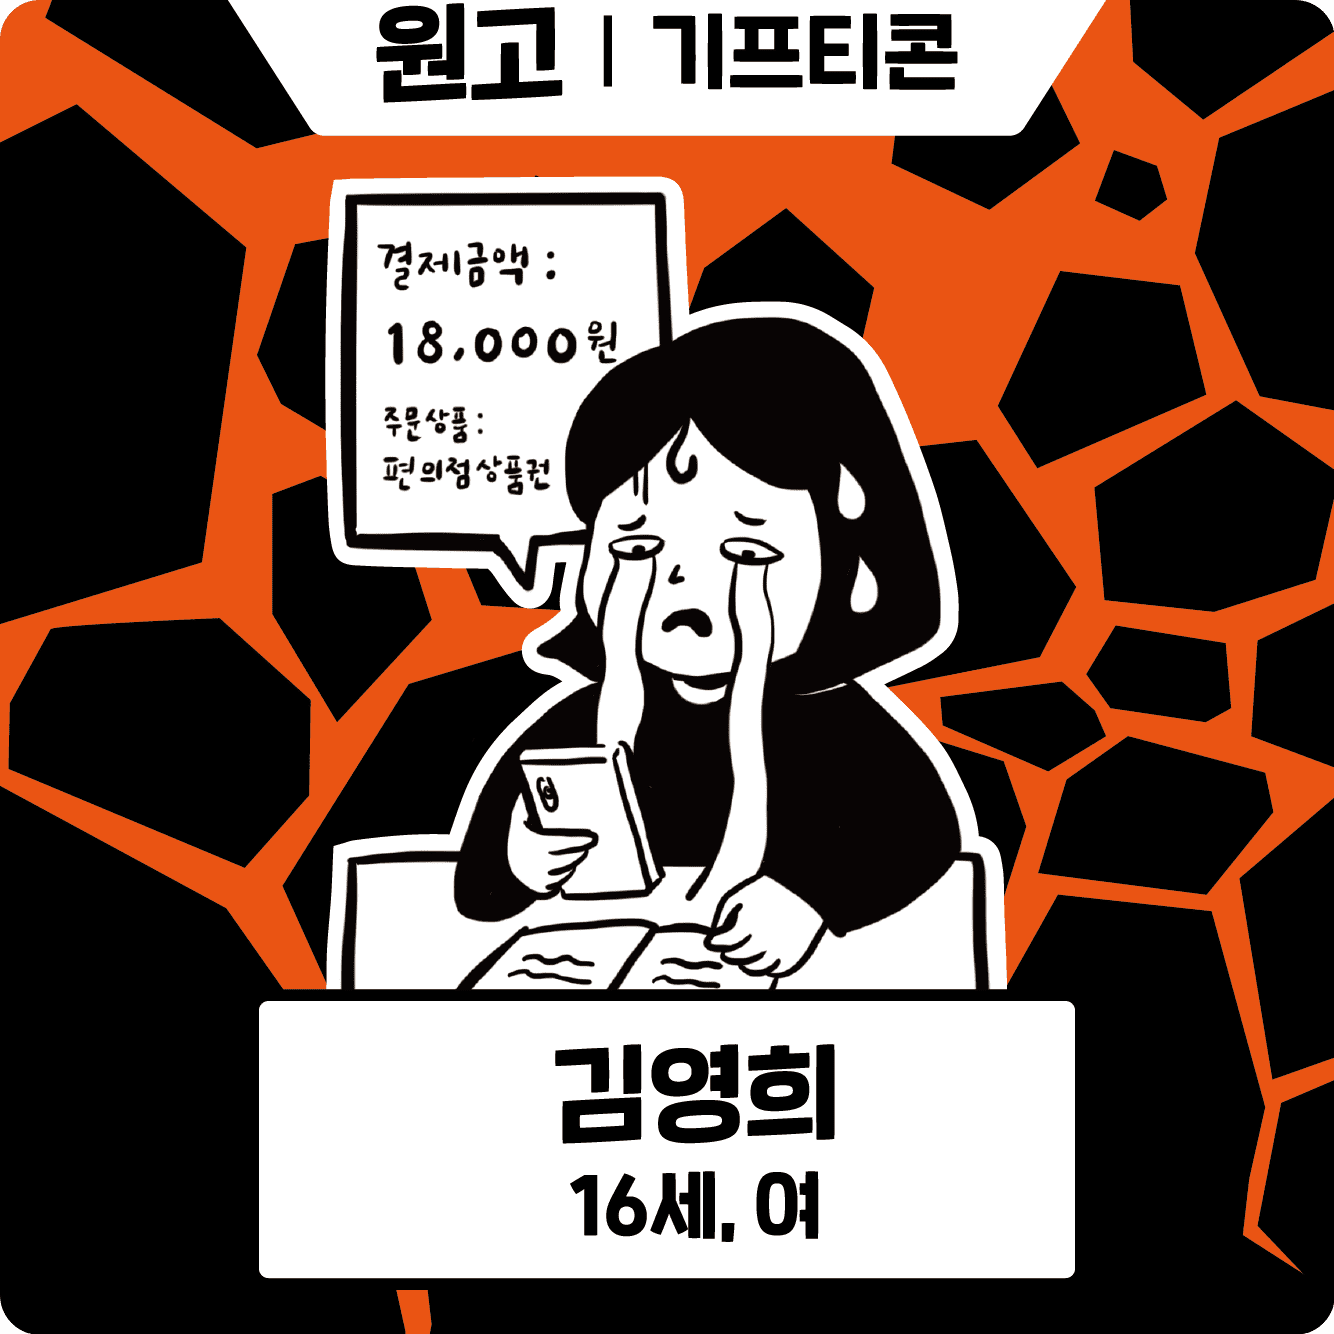 원고 | 기프티콘
결제금액 :
18,000원
주문상품 :
편의점상품권
김영희
16세, 여